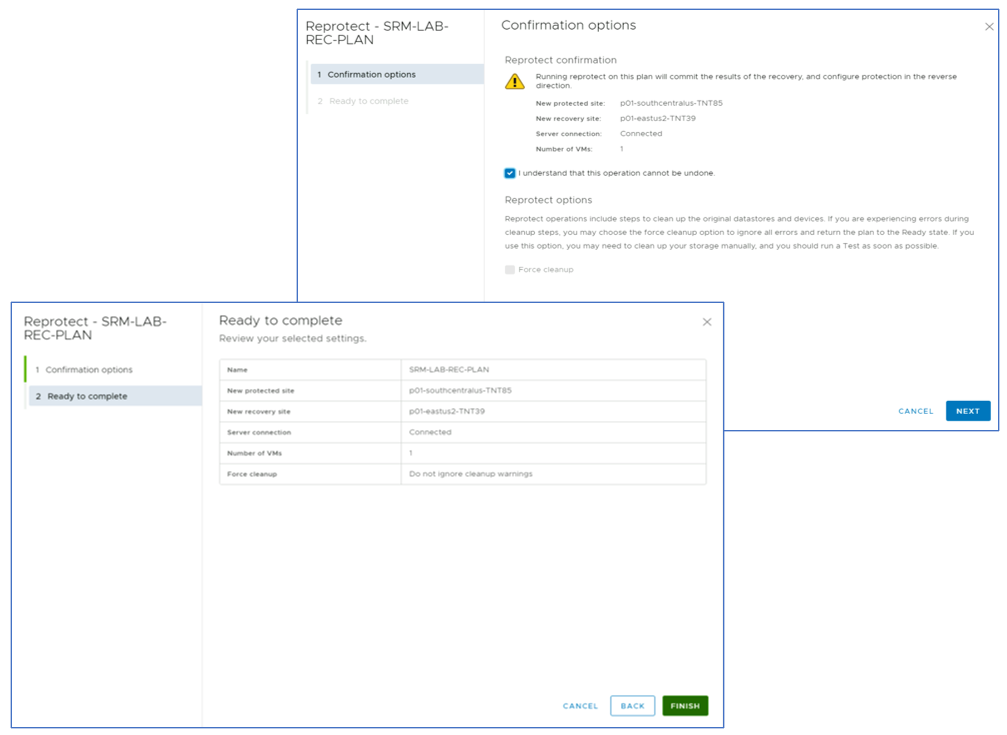 Reprotect - SRM-LAB-
REC-PLAN
1 Confirmation options
2 Ready to complete
Confirmation options
Reprotect confirmation
Running reprotect on this plan will commit the results of the recovery, and configure protection in the reverse
direction.
New protected site: p01-southcentralus-TNT85
New recovery site: p01-eastus2-TNT39
Server connection: Connected
Number of VMs: 1
I understand that this operation cannot be undone.
Reprotect options
Reprotect operations include steps to clean up the original datastores and devices. If you are experiencing errors during
cleanup steps, you may choose the force cleanup option to ignore all errors and return the plan to the Ready state. If you
use this option, you may need to clean up your storage manually, and you should run a Test as soon as possible.
Force cleanup
CANCEL NEXT
Reprotect - SRM-LAB-
REC-PLAN
1 Confirmation options
2 Ready to complete
Ready to complete
Review your selected settings.
Name SRM-LAB-REC-PLAN
New protected site p01-southcentralus-TNT85
New recovery site p01-eastus2-TNT39
Server connection Connected
Number of VMs 1
Force cleanup Do not ignore cleanup warnings
CANCEL BACK FINISH